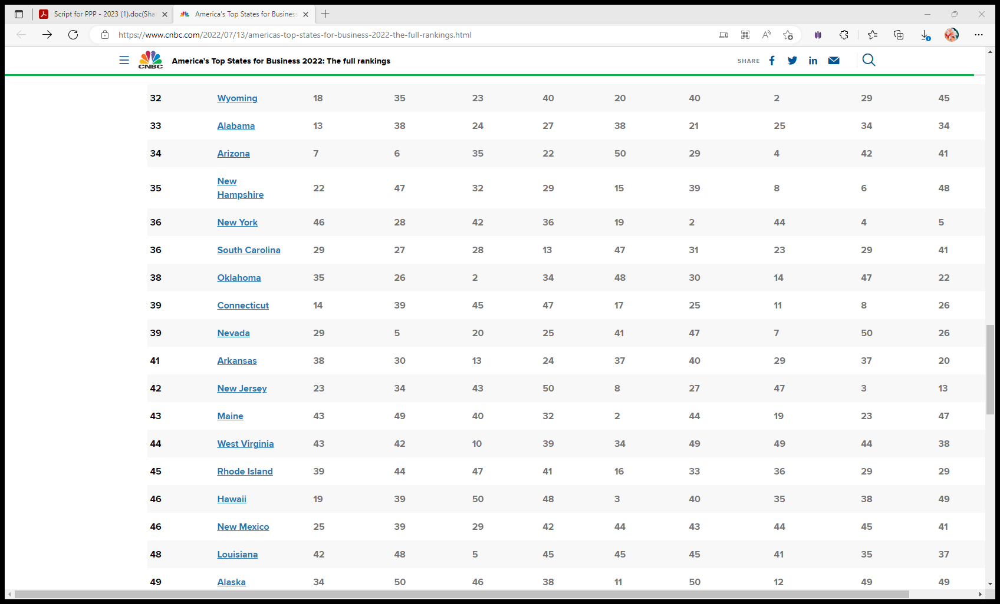 Script for PPP - 2023 (1).doc(Sha
America's Top States for Business
https://www.cnbc.com/2022/07/13/americas-top-states-for-business-2022-the-full-rankings.html
CNBC America's Top States for Business 2022: The full rankings SHARE
32 Wyoming 18 35 23 40 20 40 2 29 45
33 Alabama 13 38 24 27 38 21 25 34 34
34 Arizona 7 6 35 22 50 29 4 42 41
35 New Hampshire 22 47 32 29 15 39 8 6 48
36 New York 46 28 42 36 19 2 44 4 5
36 South Carolina 29 27 28 13 47 31 23 29 41
38 Oklahoma 35 26 2 34 48 30 14 47 22
39 Connecticut 14 39 45 47 17 25 11 8 26
39 Nevada 29 5 20 25 41 47 7 50 26
41 Arkansas 38 30 13 24 37 40 29 37 20
42 New Jersey 23 34 43 50 8 27 47 3 13
43 Maine 43 49 40 32 2 44 19 23 47
44 West Virginia 43 42 10 39 34 49 49 44 38
45 Rhode Island 39 44 47 41 16 33 36 29 29
46 Hawaii 19 39 50 48 3 40 35 38 49
46 New Mexico 25 39 29 42 44 43 44 45 41
48 Louisiana 42 48 5 45 45 45 41 35 37
49 Alaska 34 50 46 38 11 50 12 49 49